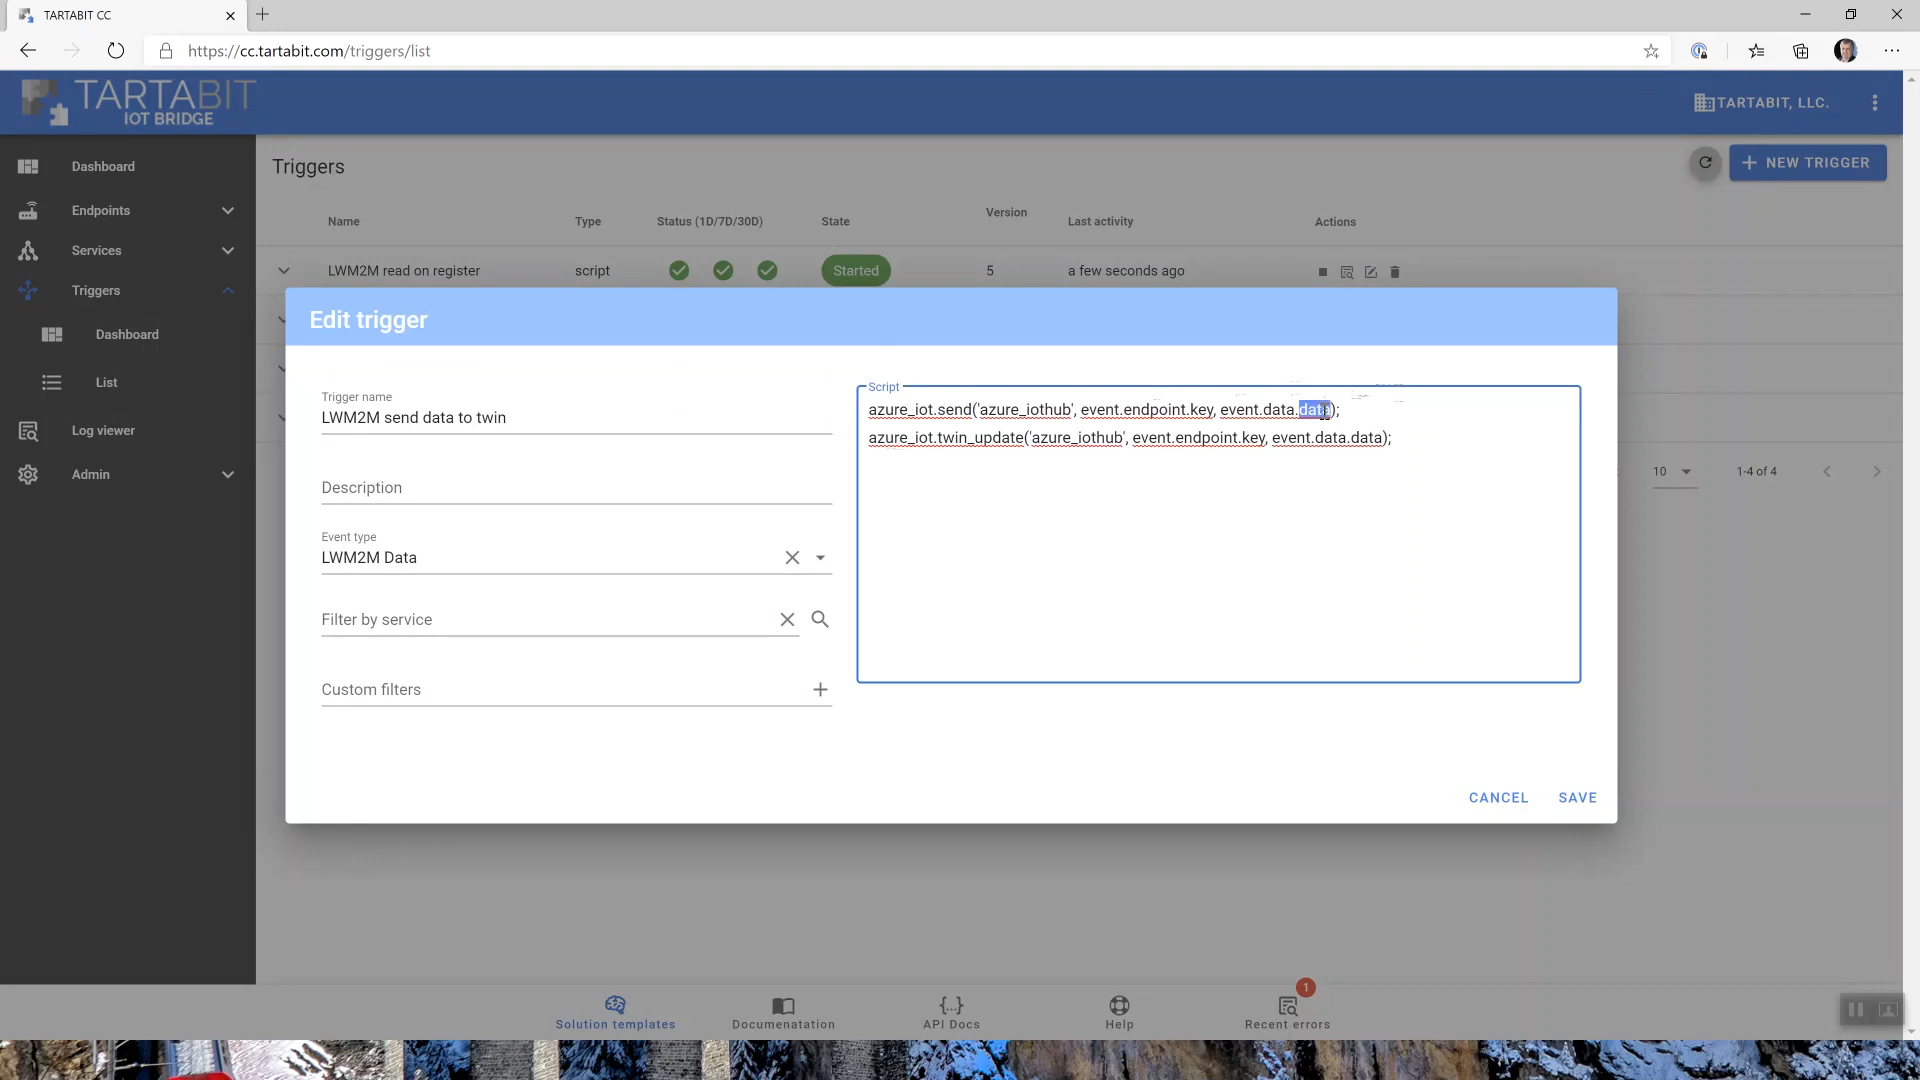 TARTABIT CC
https://cc.tartabit.com/triggers/list
TARTABIT
IOT BRIDGE
TARTABIT, LLC.
Dashboard
Endpoints
Services
Triggers
Dashboard
List
Log viewer
Admin
Triggers
NEW TRIGGER
Name Type Status (1D/7D/30D) State Version Last activity Actions
LWM2M read on register script Started 5 a few seconds ago
Edit trigger
Trigger name
LWM2M send data to twin
Description
Event type
LWM2M Data
Filter by service
Custom filters
Script
azure_iot.send('azure_iothub', event.endpoint.key, event.data.data);
azure_iot.twin_update('azure_iothub', event.endpoint.key, event.data.data);
CANCEL SAVE
10 1-4 of 4
Solution templates
Documenatation
API Docs
Help
1
Recent errors